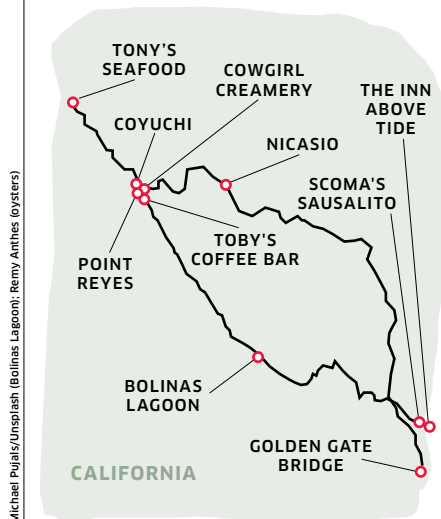 TONY'S
SEAFOOD
COWGIRL
CREAMERY
THE INN
ABOVE
TIDE
COYUCHI
NICASIO
SCOMA'S
SAUSALITO
TOBY'S
COFFEE BAR
POINT
REYES
BOLINAS
LAGOON
GOLDEN GATE
BRIDGE
CALIFORNIA
Michael Pujals/Unsplash (Bolinas Lagoon); Remy Anthes (oysters)